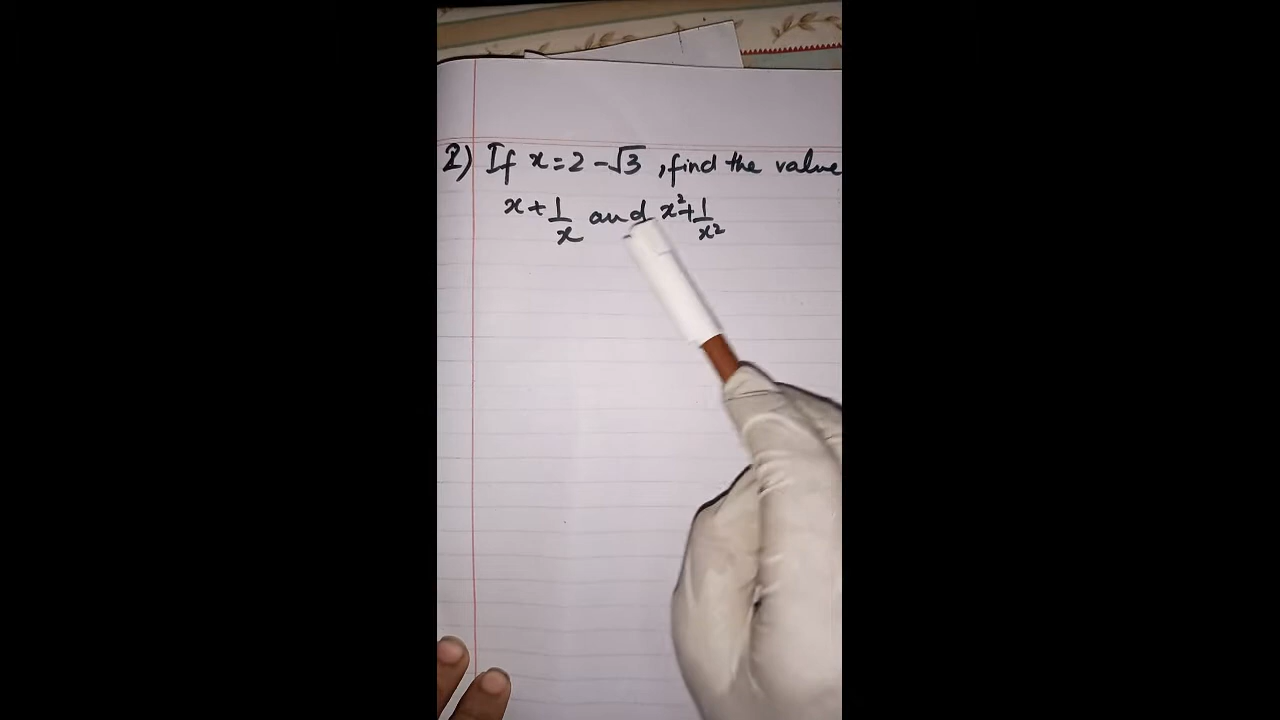 2) If x = 2 - √3 , find the value
x + 1/x and x² + 1/x²